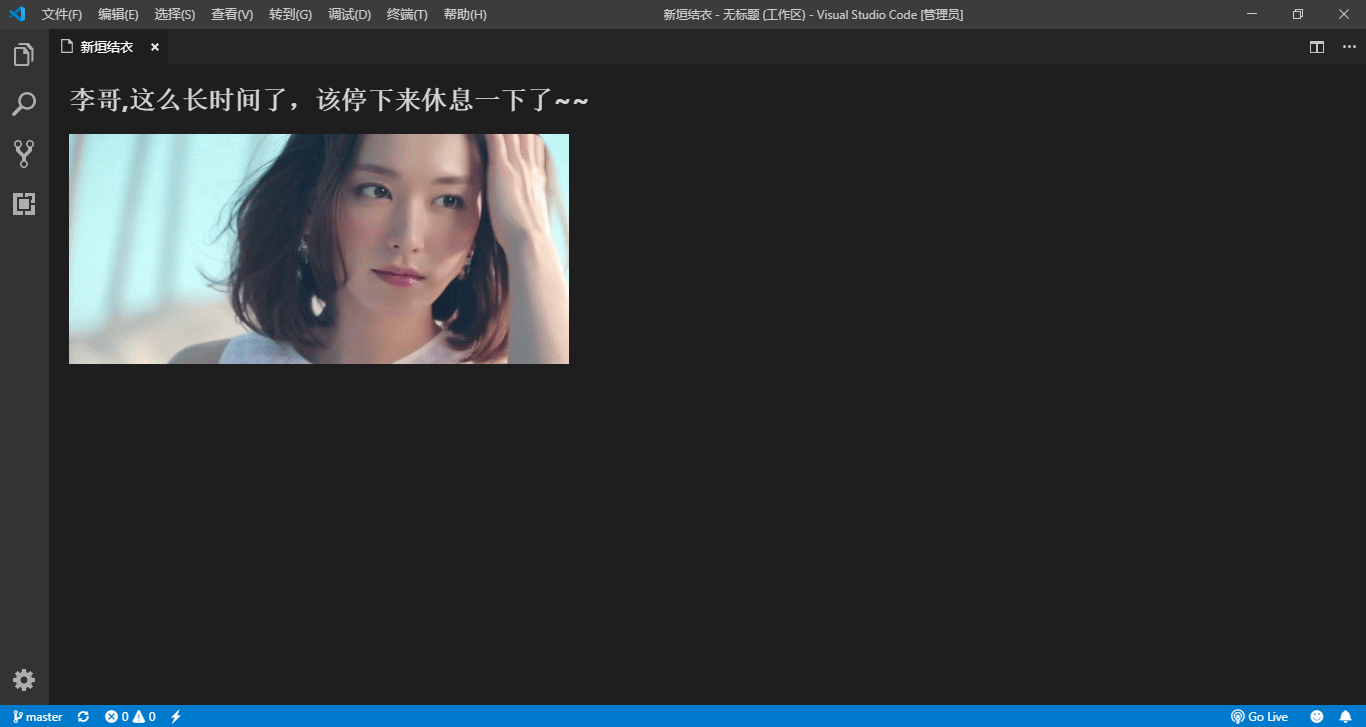 文件(F) 编辑(E) 选择(S) 查看(V) 转到(G) 调试(D) 终端(T) 帮助(H) 新垣结衣 - 无标题 (工作区) - Visual Studio Code [管理员]
新垣结衣
李哥,这么长时间了，该停下来休息一下了~~
master 0 0 Go Live